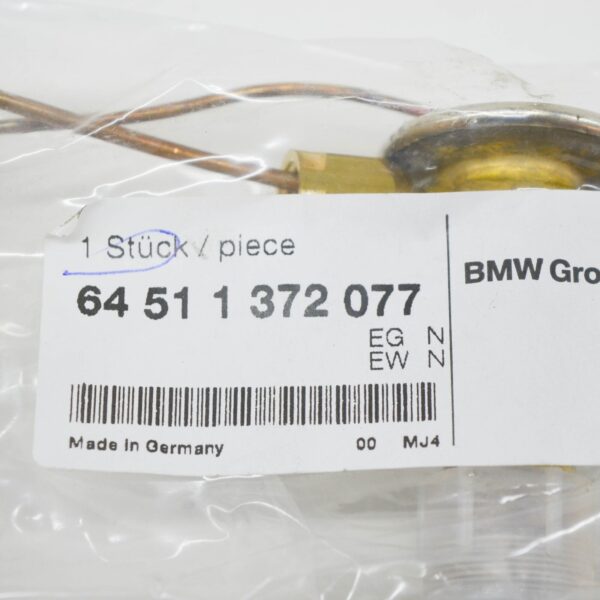 1 Stück / piece
64 51 1 372 077
EG N
EW N
Made in Germany 00 MJ4
BMW Gro